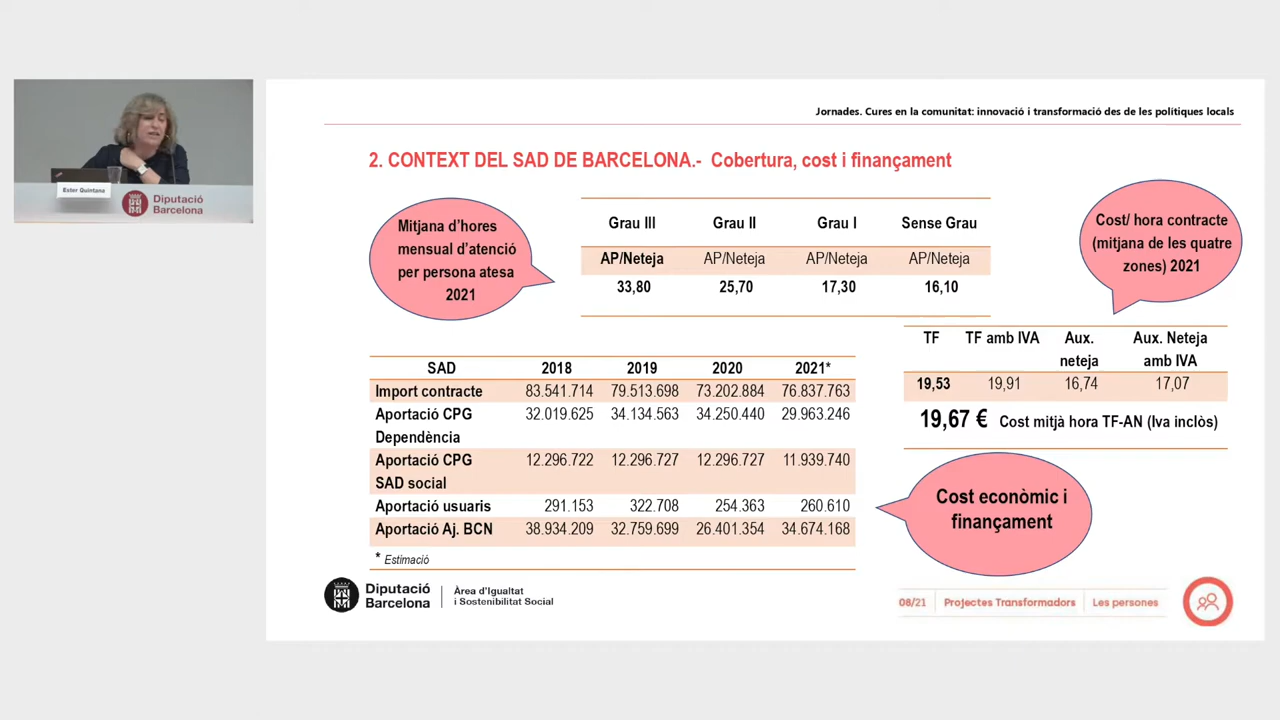 Jornades. Cures en la comunitat: innovació i transformació des de les polítiques locals
2. CONTEXT DEL SAD DE BARCELONA.- Cobertura, cost i finançament
Mitjana d'hores
mensual d'atenció
per persona atesa
2021
Grau III Grau II Grau I Sense Grau
AP/Neteja AP/Neteja AP/Neteja AP/Neteja
33,80 25,70 17,30 16,10
Cost/ hora contracte
(mitjana de les quatre
zones) 2021
TF TF amb IVA Aux. neteja Aux. Neteja amb IVA
19,53 19,91 16,74 17,07
19,67 € Cost mitjà hora TF-AN (Iva inclòs)
SAD 2018 2019 2020 2021*
Import contracte 83.541.714 79.513.698 73.202.884 76.837.763
Aportació CPG 32.019.625 34.134.563 34.250.440 29.963.246
Dependència
Aportació CPG 12.296.722 12.296.727 12.296.727 11.939.740
SAD social
Aportació usuaris 291.153 322.708 254.363 260.610
Aportació Aj. BCN 38.934.209 32.759.699 26.401.354 34.674.168
* Estimació
Cost econòmic i
finançament
Ester Quintana
Diputació
Barcelona
Diputació
Barcelona
Àrea d'Igualtat
i Sostenibilitat Social
08/21 Projectes Transformadors Les persones